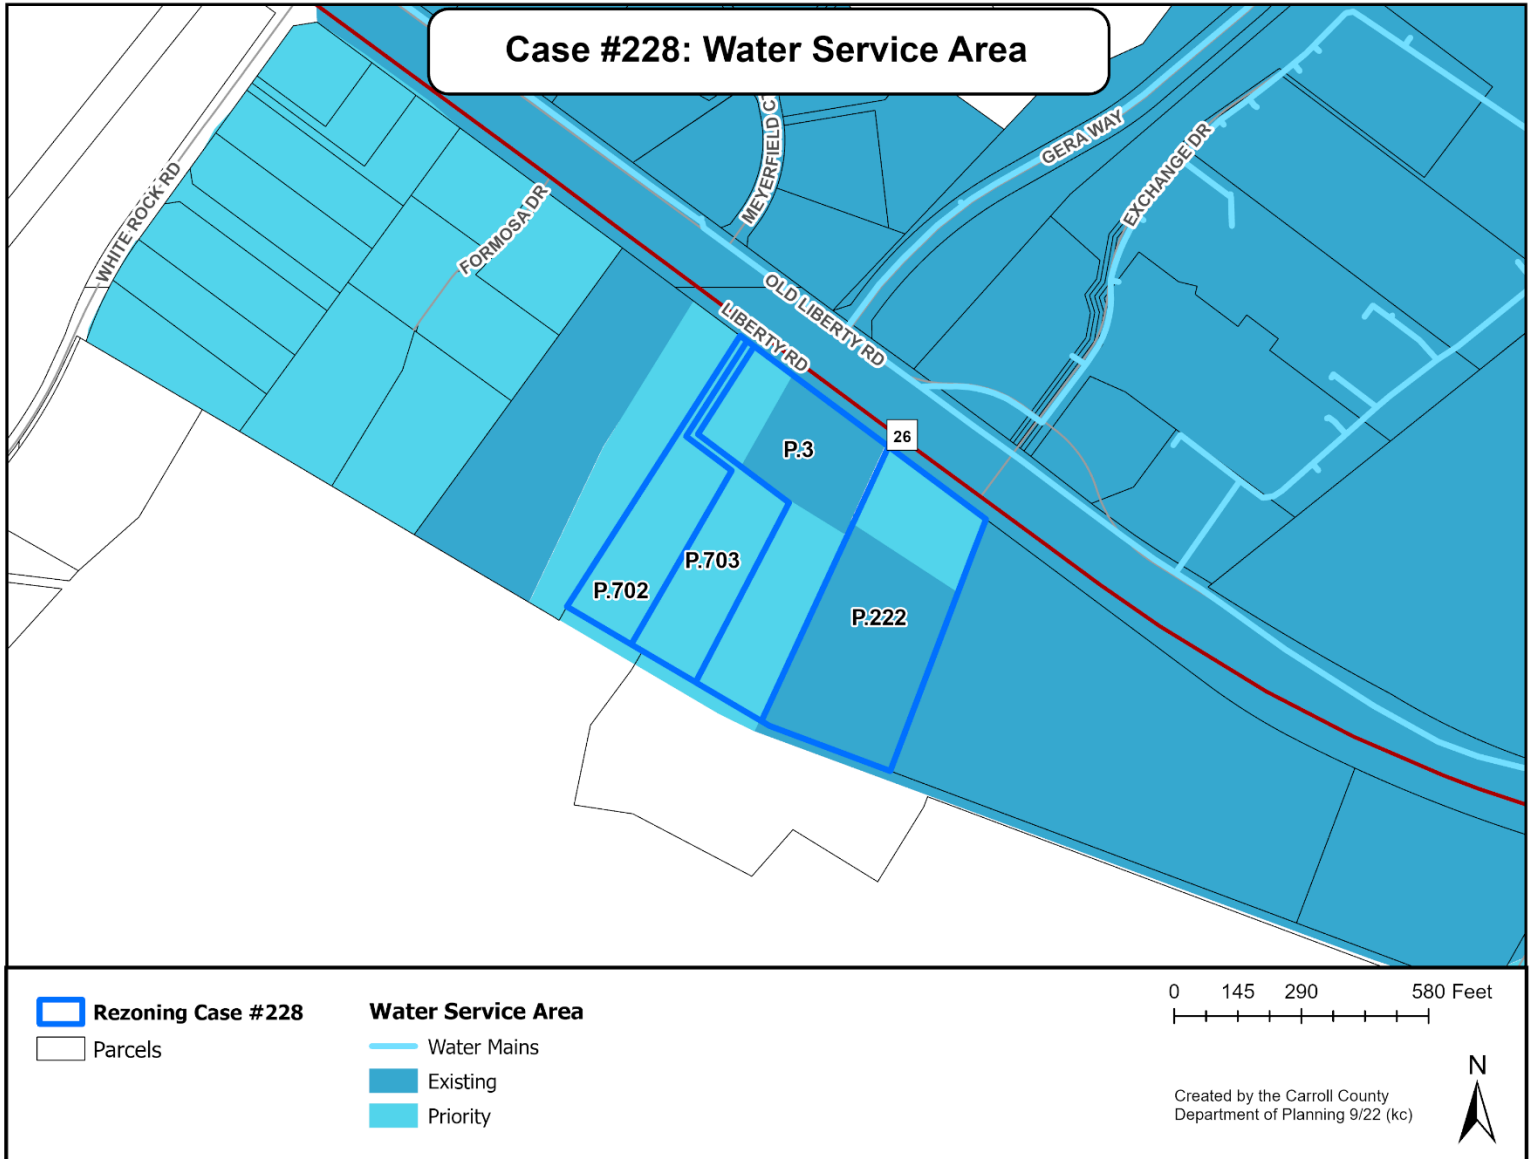 Case #228: Water Service Area
WHITE ROCK RD
FORMOSA DR
MEYERFIELD C
GERA WAY
EXCHANGE DR
OLD LIBERTY RD
LIBERTY RD
26
P.3
P.703
P.702
P.222
Rezoning Case #228
Parcels
Water Service Area
Water Mains
Existing
Priority
0 145 290 580 Feet
N
Created by the Carroll County
Department of Planning 9/22 (kc)